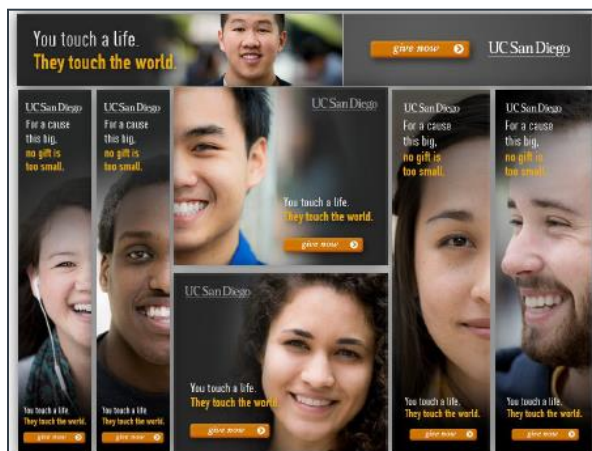 You touch a life.
They touch the world.
give now
UC San Diego
UC San Diego
For a cause
this big,
no gift is
too small.
You touch a life.
They touch the world.
give now
UC San Diego
For a cause
this big,
no gift is
too small.
You touch a life.
They touch the world.
give now
UC San Diego
You touch a life.
They touch the world.
give now
UC San Diego
You touch a life.
They touch the world.
give now
UC San Diego
For a cause
this big,
no gift is
too small.
You touch a life.
They touch the world.
give now
UC San Diego
For a cause
this big,
no gift is
too small.
You touch a life.
They touch the world.
give now